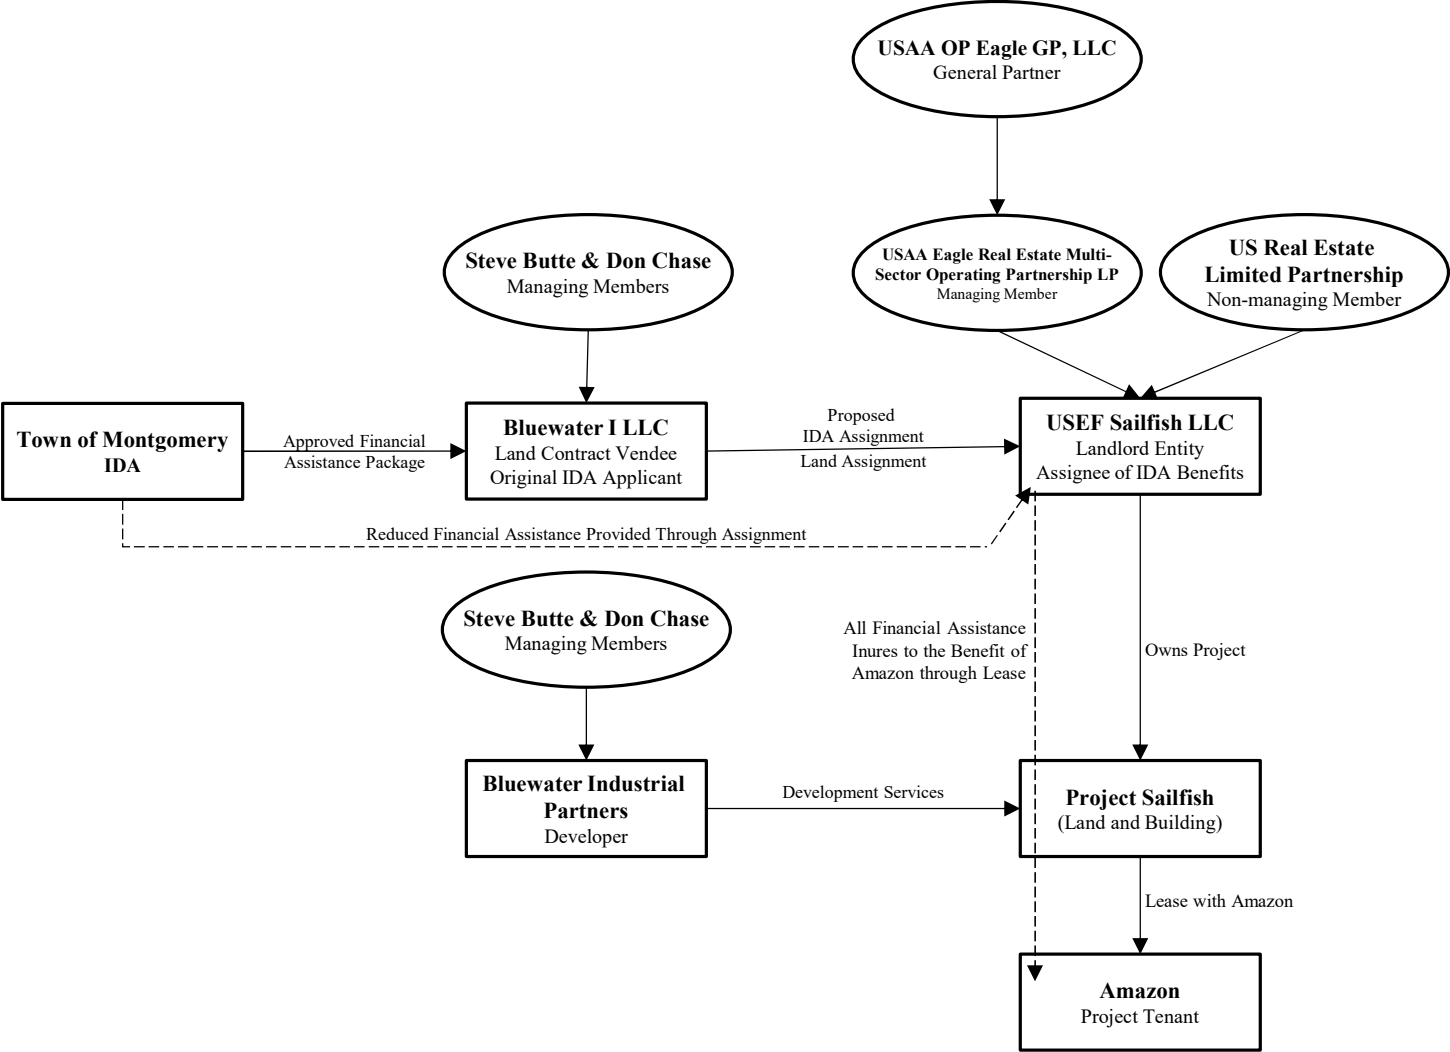 USAA OP Eagle GP, LLC
General Partner
Steve Butte & Don Chase
Managing Members
USAA Eagle Real Estate Multi-
Sector Operating Partnership LP
Managing Member
US Real Estate
Limited Partnership
Non-managing Member
Town of Montgomery
IDA
Approved Financial
Assistance Package
Bluewater I LLC
Land Contract Vendee
Original IDA Applicant
Proposed
IDA Assignment
Land Assignment
USEF Sailfish LLC
Landlord Entity
Assignee of IDA Benefits
Reduced Financial Assistance Provided Through Assignment
Steve Butte & Don Chase
Managing Members
All Financial Assistance
Inures to the Benefit of
Amazon through Lease
Owns Project
Bluewater Industrial
Partners
Developer
Development Services
Project Sailfish
(Land and Building)
Lease with Amazon
Amazon
Project Tenant